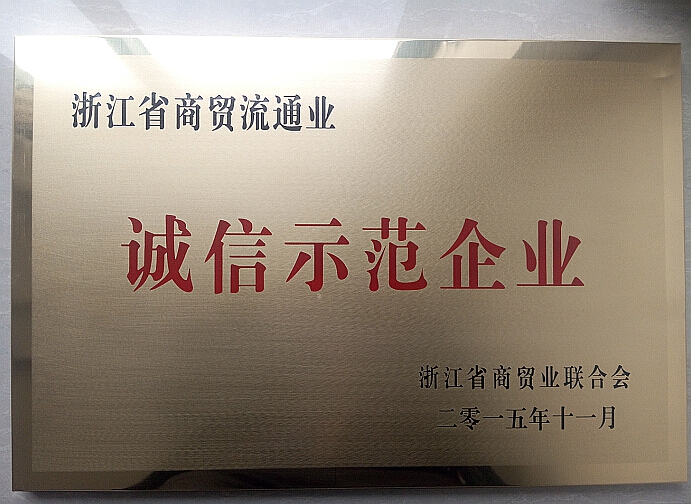 浙江省商贸流通业
诚信示范企业
浙江省商贸业联合会
二零一五年十一月